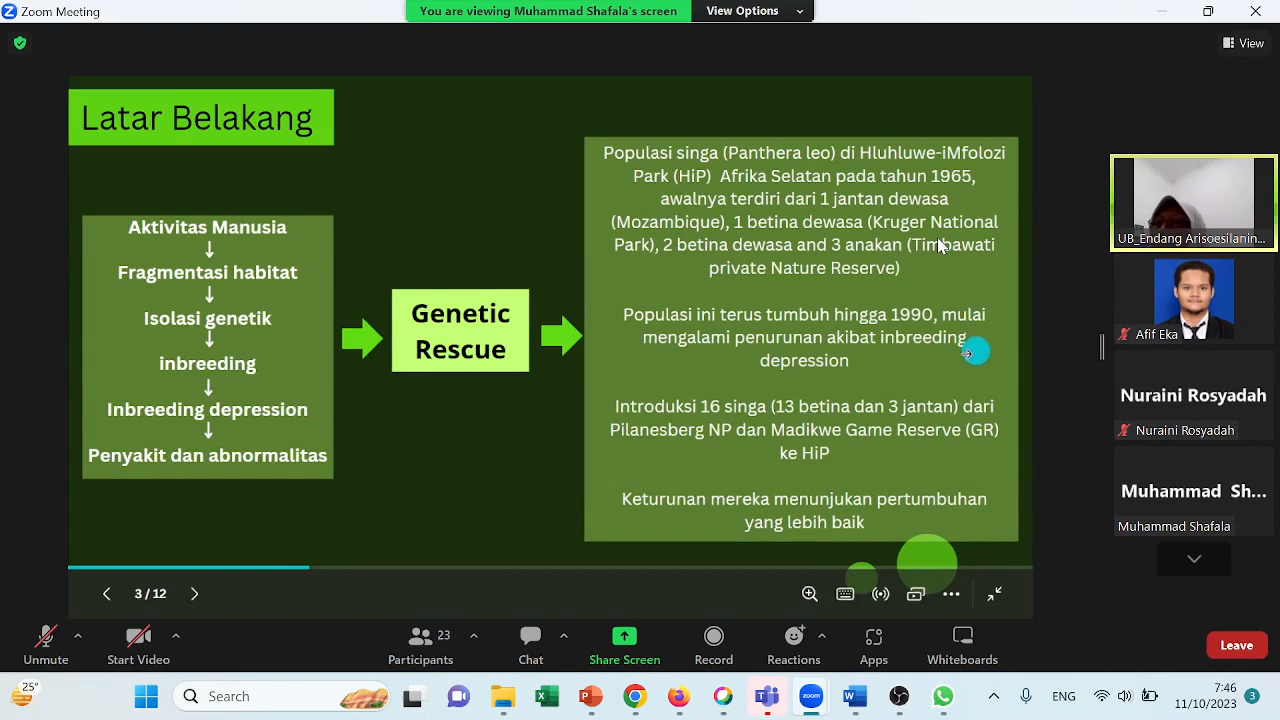 Zoom Meeting
You are viewing Muhammad Shafala's screen
View Options
View
Latar Belakang
Aktivitas Manusia
↓
Fragmentasi habitat
↓
Isolasi genetik
↓
inbreeding
↓
Inbreeding depression
↓
Penyakit dan abnormalitas
Genetic
Rescue
Populasi singa (Panthera leo) di Hluhluwe-iMfolozi
Park (HiP) Afrika Selatan pada tahun 1965,
awalnya terdiri dari 1 jantan dewasa
(Mozambique), 1 betina dewasa (Kruger National
Park), 2 betina dewasa and 3 anakan (Timbawati
private Nature Reserve)
Populasi ini terus tumbuh hingga 1990, mulai
mengalami penurunan akibat inbreeding
depression
Introduksi 16 singa (13 betina dan 3 jantan) dari
Pilanesberg NP dan Madikwe Game Reserve (GR)
ke HiP
Keturunan mereka menunjukan pertumbuhan
yang lebih baik
3 / 12
UB_Endang Arisoesilanin...
Afif Eka
Nuraini Rosyadah
Nuraini Rosyadah
Muhammad Sh...
Muhammad Shafala
Unmute
Start Video
23
Participants
Chat
Share Screen
Record
Reactions
Apps
Whiteboards
Leave
25°
Search
ENG
7:46
11/10/2023
3